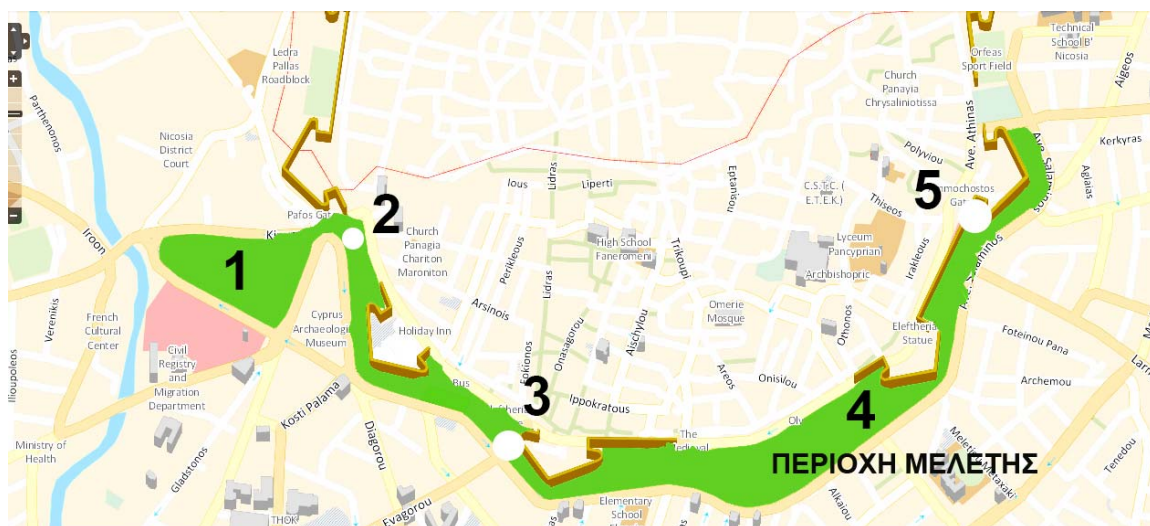 Ledra
Pallas
Roadblock
Orfeas
Sport Field
Technical
School B'
Nicosia
Aigeos
Parthenonos
Nicosia
District
Court
Church
Panayia
Chrysaliniotissa
Ave. Athinas
Kerkyras
Polyviou
Aglaias
Ious
Lidras
Liperti
Eptanisou
C.S.T.C. (
E.T.E.K.)
Thiseos
5
2
Pafos
Iroon
1
Church
Panagia
Chariton
Maroniton
Perikleous
High School
Faneromeni
Trikoupi
Lyceum
Pancyprian
Archbishopric
Irakleous
Verenikis
French
Cultural
Center
Cyprus
Museum
Arsinois
Lidras
Onasagorou
Aischylou
Omerie
Mosque
Othonos
Eleftheria
Statue
Foteinou Pana
Ilioupoleos
Civil
Registry
and
Migration
Department
Holiday Inn
Bus
Areos
Onisilou
Archemou
Kosti Palama
3
Ippokratous
4
The
ΠΕΡΙΟΧΗ ΜΕΛΕΤΗΣ
Ministry of
Health
Gladstonos
Diagorou
Evagorou
THOK
Elementary
School
Alkaiou
Tenedou